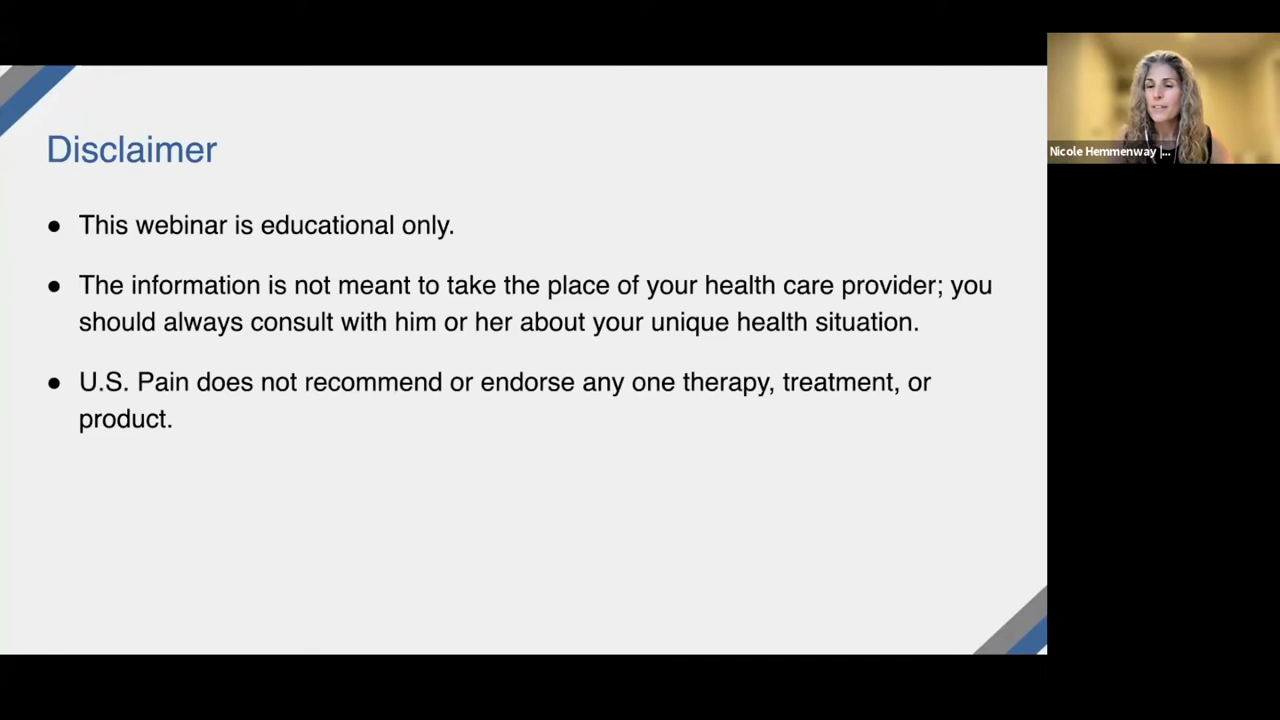 Disclaimer
● This webinar is educational only.
● The information is not meant to take the place of your health care provider; you
should always consult with him or her about your unique health situation.
● U.S. Pain does not recommend or endorse any one therapy, treatment, or
product.
Nicole Hemmenway |...